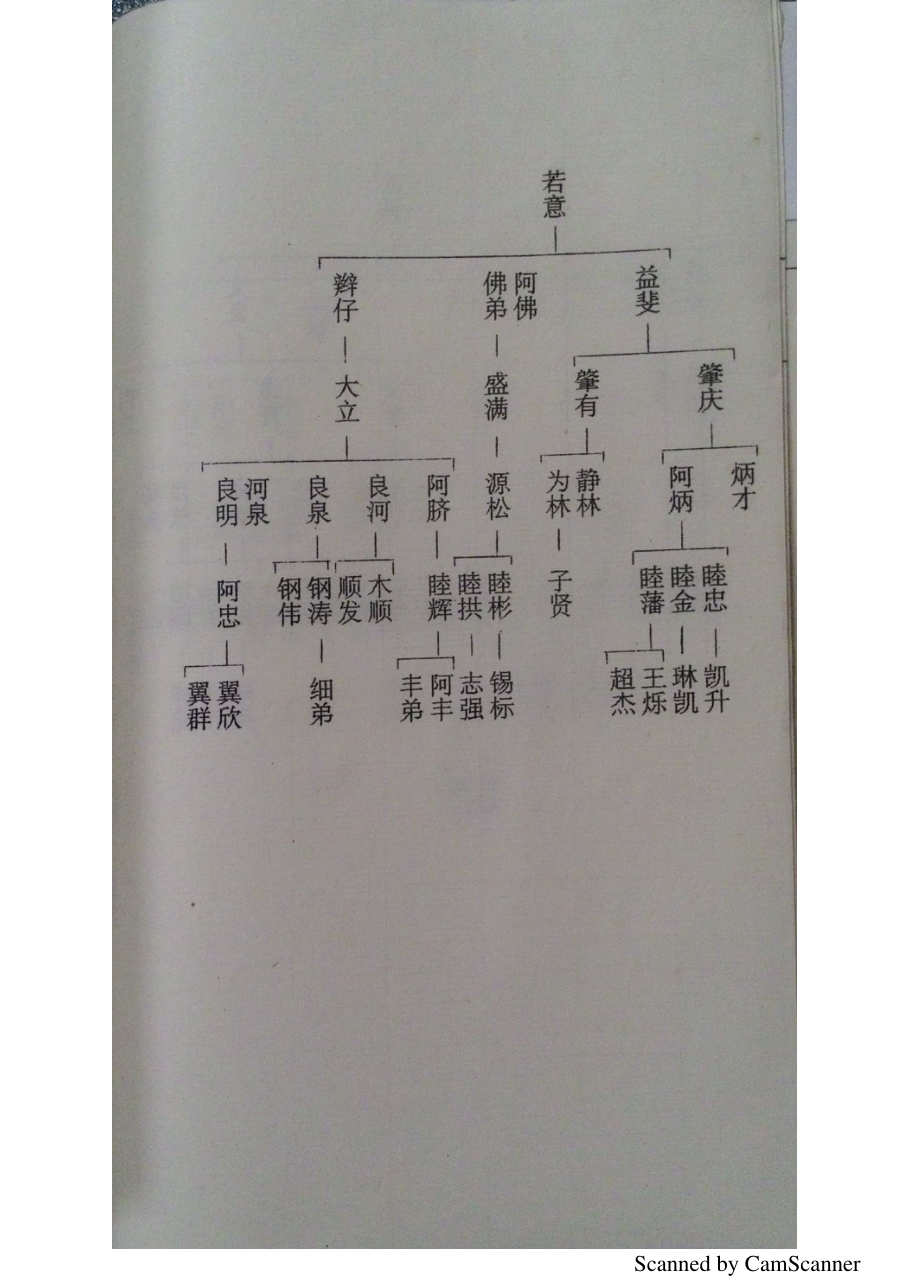 若意
益斐
阿佛
佛弟
辫仔
肇庆
肇有
盛满
大立
炳才
阿炳
静林
为林
源松
阿脐
良河
良泉
河泉
良明
睦忠
睦金
睦藩
子贤
睦彬
睦拱
睦辉
木顺
顺发
钢涛
钢伟
阿忠
凯升
琳凯
王烁
超杰
锡标
志强
阿丰
丰弟
细弟
翼欣
翼群
Scanned by CamScanner